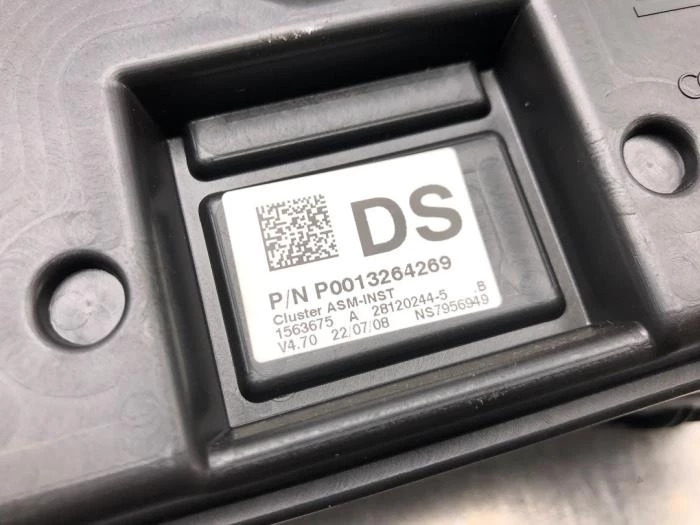 DS
P/N P0013264269
Cluster ASM-INST .B
1563675 A 28120244-5
V4.70 22/07/08 NS7956949